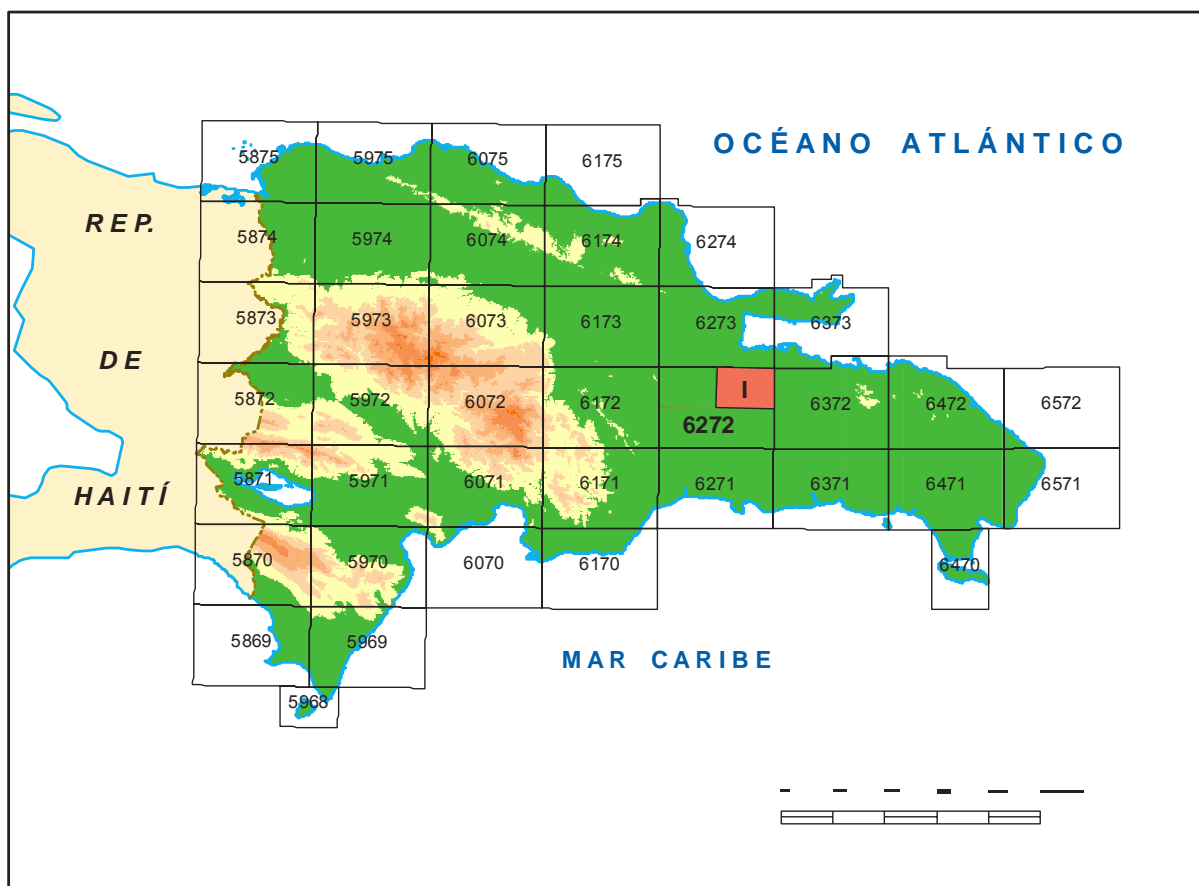 OCÉANO ATLÁNTICO
5875 5975 6075 6175
REP.
5874 5974 6074 6174 6274
5873 5973 6073 6173 6273 6373
DE
I
5872 5972 6072 6172 6272 6372 6472 6572
HAITÍ
5871 5971 6071 6171 6271 6371 6471 6571
5870 5970 6070 6170 6470
5869 5969
MAR CARIBE
5968